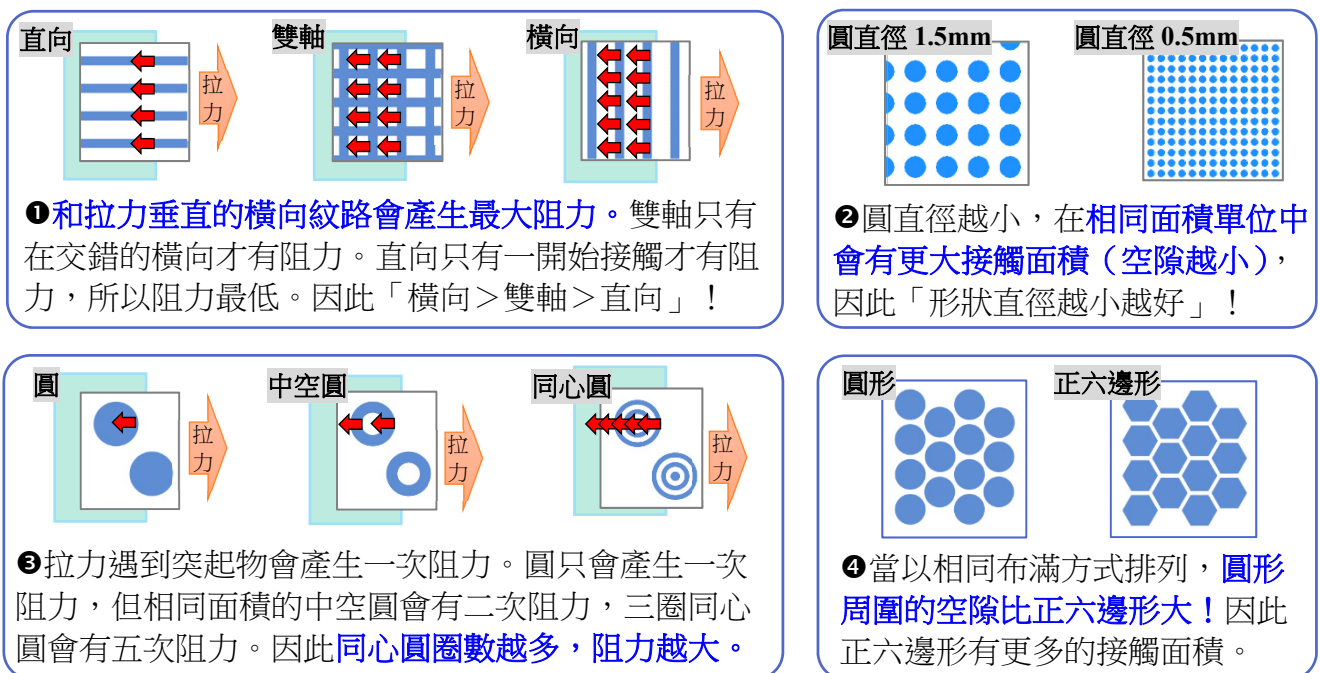 直向
雙軸
橫向
拉力
拉力
拉力
❶和拉力垂直的橫向紋路會產生最大阻力。雙軸只有
在交錯的橫向才有阻力。直向只有一開始接觸才有阻
力，所以阻力最低。因此「橫向＞雙軸＞直向」！
圓直徑 1.5mm
圓直徑 0.5mm
❷圓直徑越小，在相同面積單位中
會有更大接觸面積（空隙越小），
因此「形狀直徑越小越好」！
圓
中空圓
同心圓
拉力
拉力
拉力
❸拉力遇到突起物會產生一次阻力。圓只會產生一次
阻力，但相同面積的中空圓會有二次阻力，三圈同心
圓會有五次阻力。因此同心圓圈數越多，阻力越大。
圓形
正六邊形
❹當以相同布滿方式排列，圓形
周圍的空隙比正六邊形大！因此
正六邊形有更多的接觸面積。